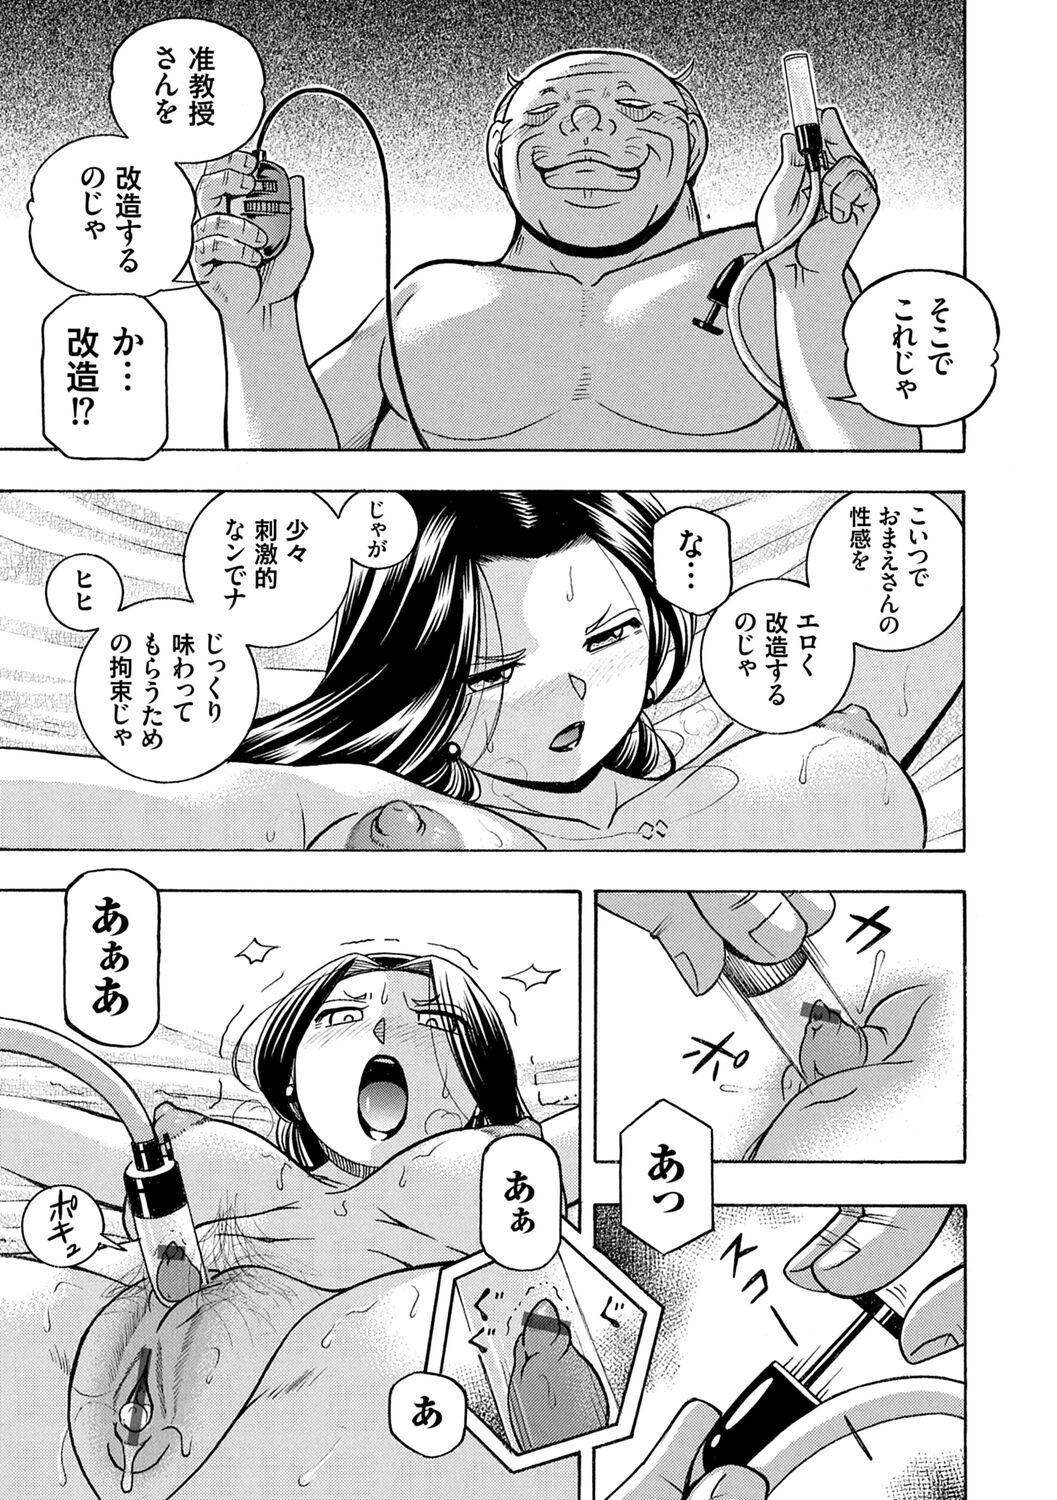 そこで
これじゃ
准教授
さんを
改造する
のじゃ
か…
改造!?
こいつで
おまえさんの
性感を
エロく
改造する
のじゃ
な…
じゃが
少々
刺激的
なンでナ
じっくり
味わって
もらうため
の拘束じゃ
ヒヒ
メリ
ポ
あっ
ズコー
ぐぐじ
ああ
あ
あぁあ
ポキュ